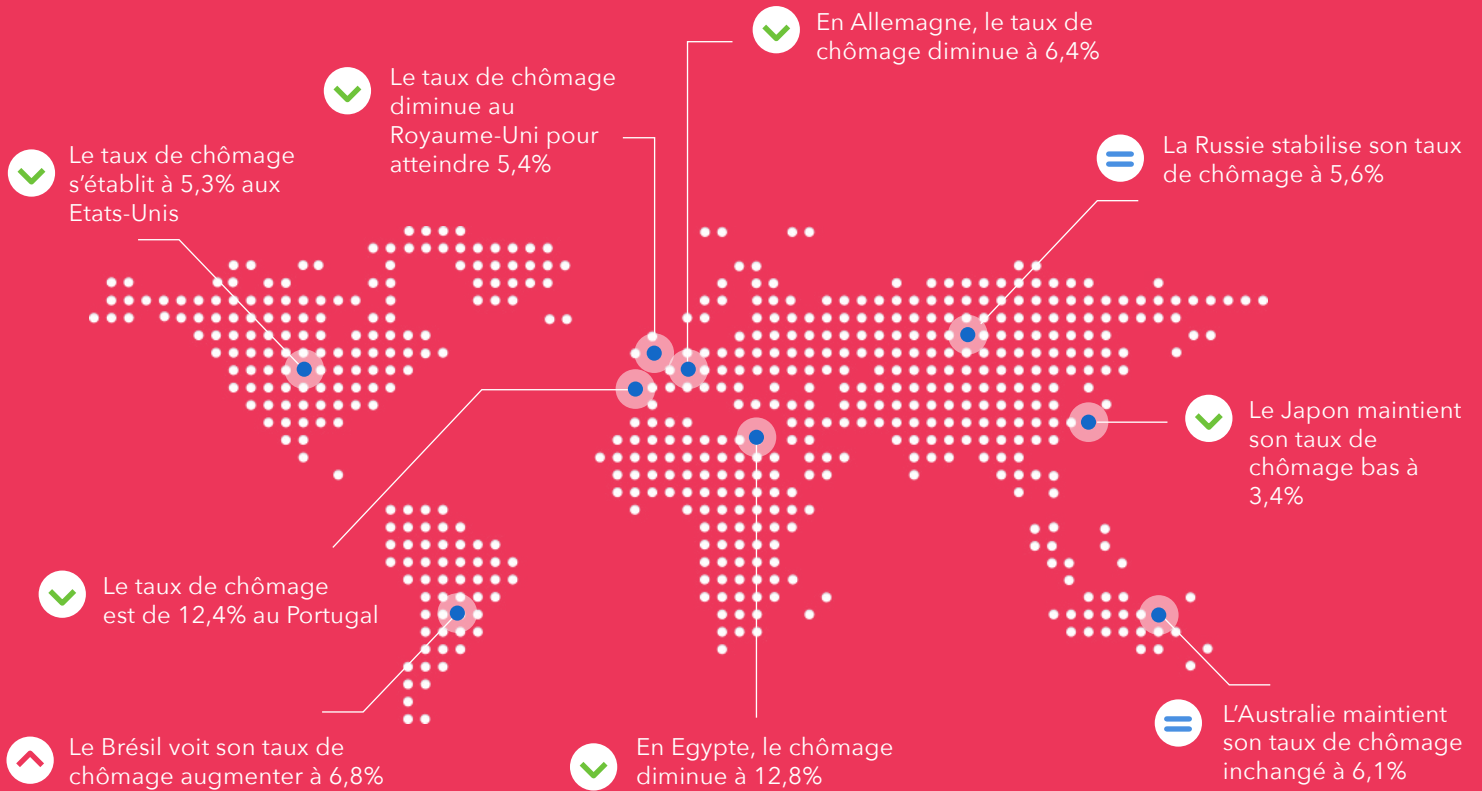 En Allemagne, le taux de
chômage diminue à 6,4%
Le taux de chômage
diminue au
Royaume-Uni pour
atteindre 5,4%
Le taux de chômage
s’établit à 5,3% aux
Etats-Unis
La Russie stabilise son taux
de chômage à 5,6%
Le Japon maintient
son taux de
chômage bas à
3,4%
Le taux de chômage
est de 12,4% au Portugal
Le Brésil voit son taux de
chômage augmenter à 6,8%
En Egypte, le chômage
diminue à 12,8%
L’Australie maintient
son taux de chômage
inchangé à 6,1%